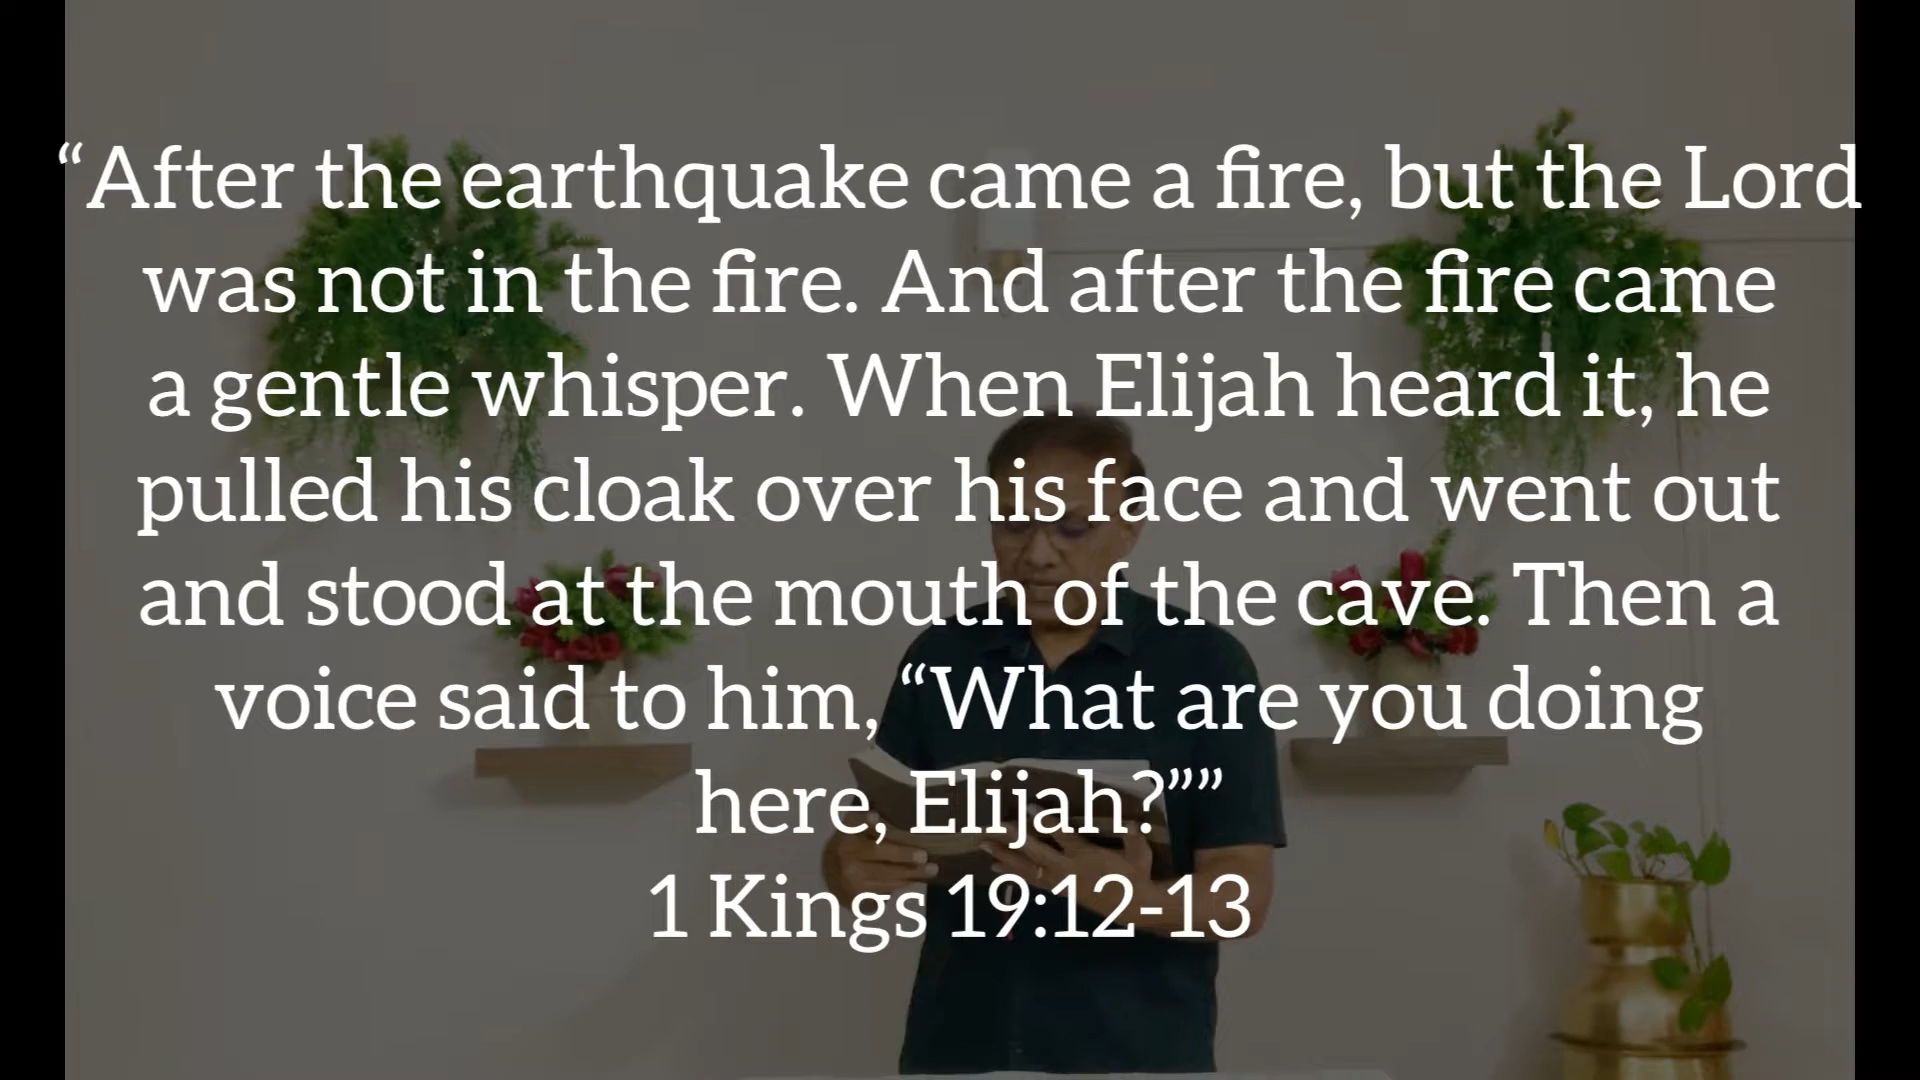 “After the earthquake came a fire, but the Lord
was not in the fire. And after the fire came
a gentle whisper. When Elijah heard it, he
pulled his cloak over his face and went out
and stood at the mouth of the cave. Then a
voice said to him, “What are you doing
here, Elijah?””
1 Kings 19:12-13